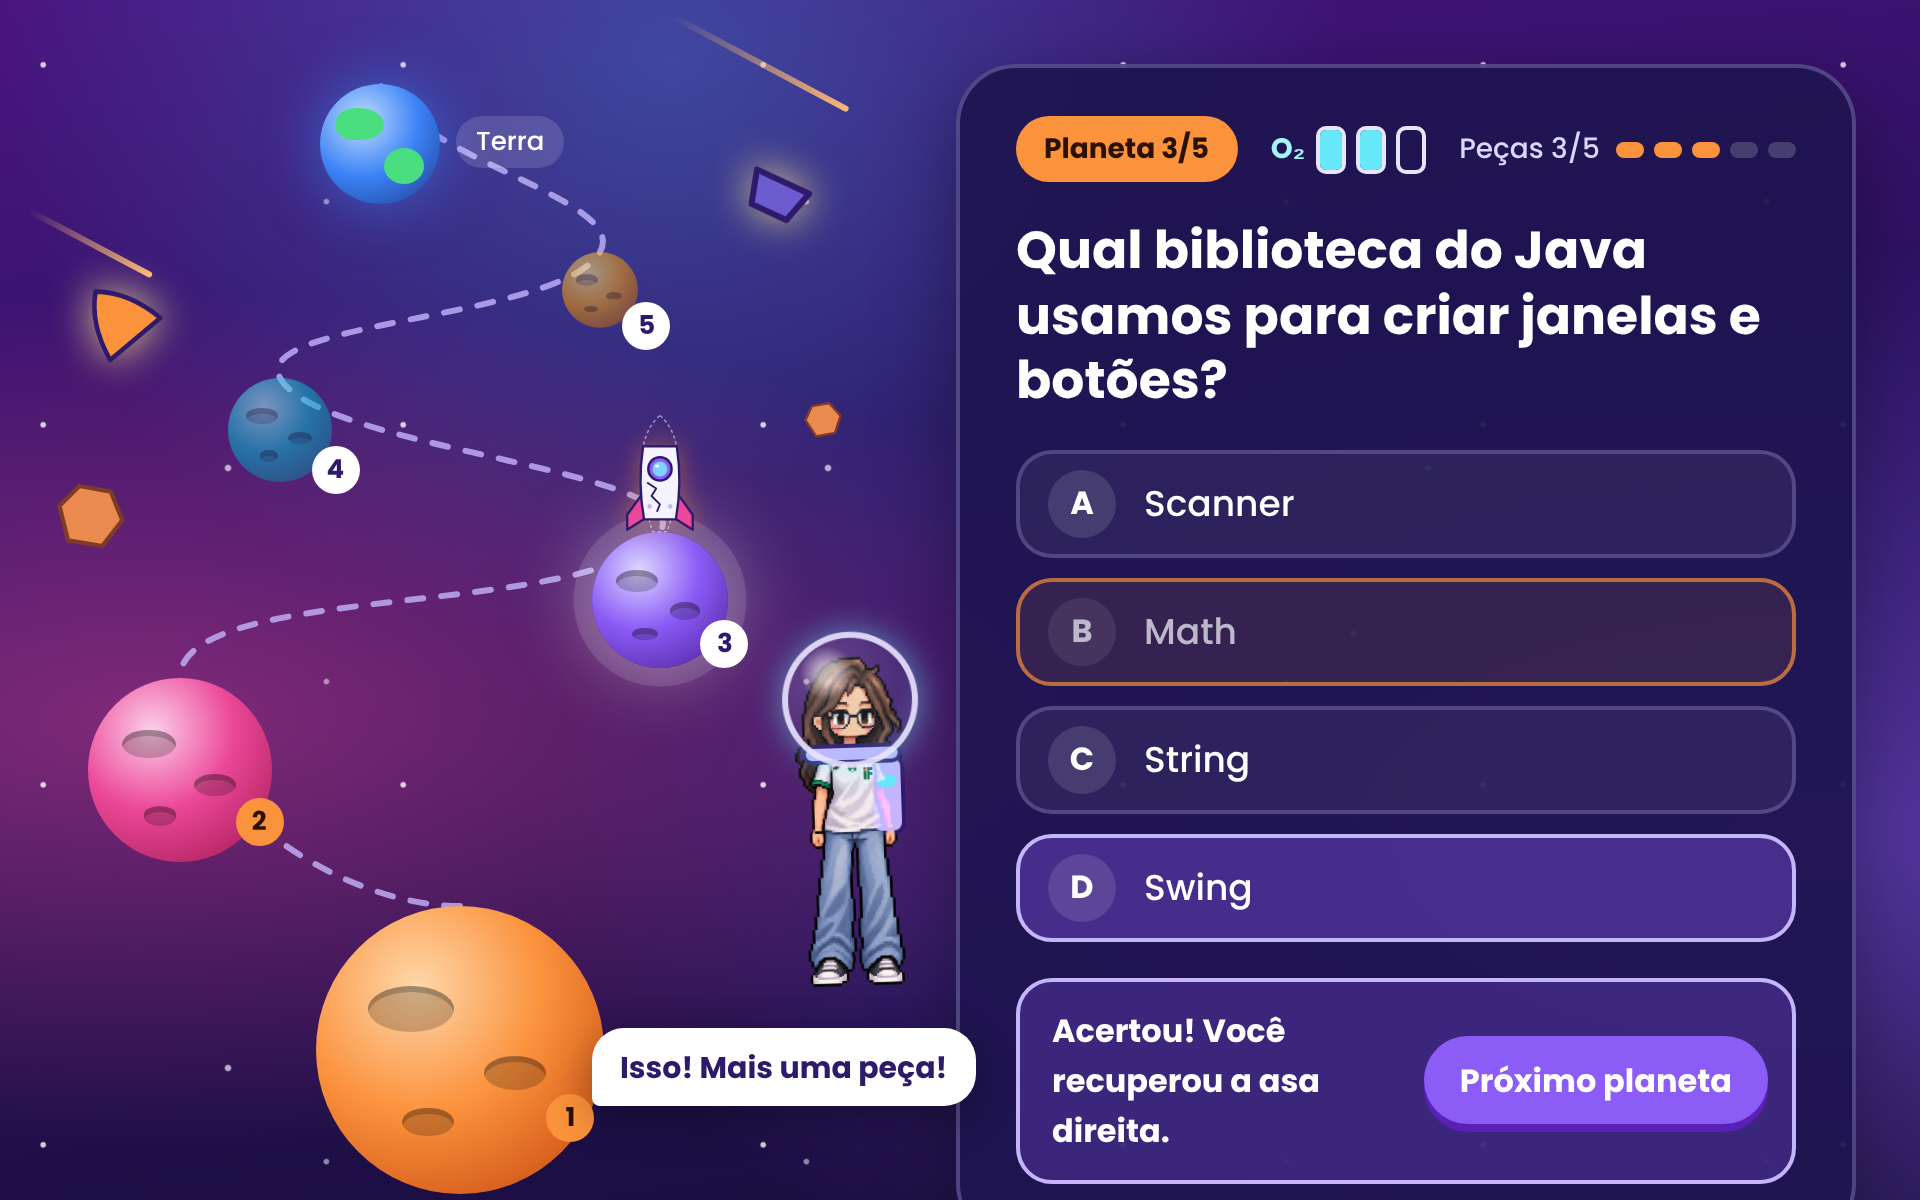 Terra
5
4
3
2
1
Isso! Mais uma peça!
iF
Planeta 3/5
O₂
Peças 3/5
Qual biblioteca do Java
usamos para criar janelas e
botões?
A Scanner
B Math
C String
D Swing
Acertou! Você
recuperou a asa
direita.
Próximo planeta